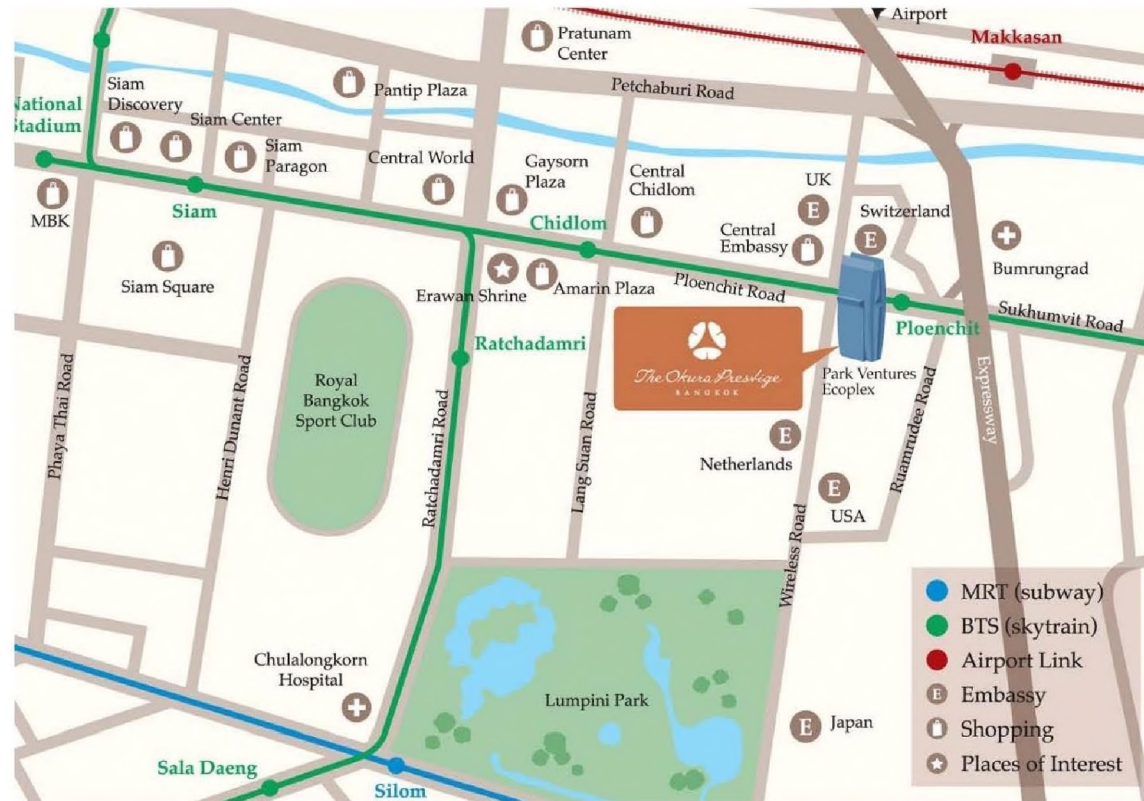 Airport
Makkasan
Pratunam
Center
Siam
Discovery
Pantip Plaza
Petchaburi Road
National
Stadium
Siam Center
Siam
Paragon
Central World
Gaysorn
Plaza
Central
Chidlom
UK
E
Switzerland
E
MBK
Siam
Chidlom
Central
Embassy
Bumrungrad
Siam Square
Erawan Shrine
Amarin Plaza
Ploenchit Road
Ploenchit
Sukhumvit Road
Ratchadamri
The Okura Prestige
BANGKOK
Park Ventures
Ecoplex
Royal
Bangkok
Sport Club
Phaya Thai Road
Henri Dunant Road
Ratchadamri Road
Lang Suan Road
Wireless Road
Ruamrudee Road
Expressway
E
Netherlands
E
USA
Chulalongkorn
Hospital
Lumpini Park
E
Japan
Sala Daeng
Silom
MRT (subway)
BTS (skytrain)
Airport Link
E
Embassy
Shopping
Places of Interest